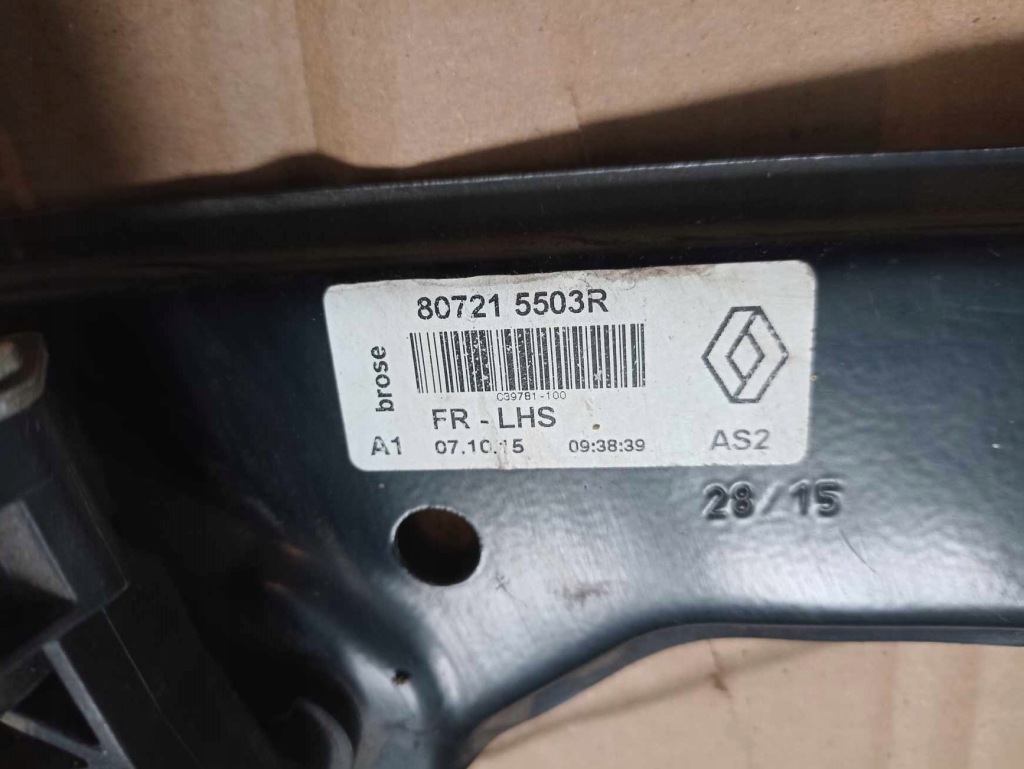 80721 5503R
brose
C39781-100
FR - LHS
A1 07.10.15 09:38:39 AS2
28/15